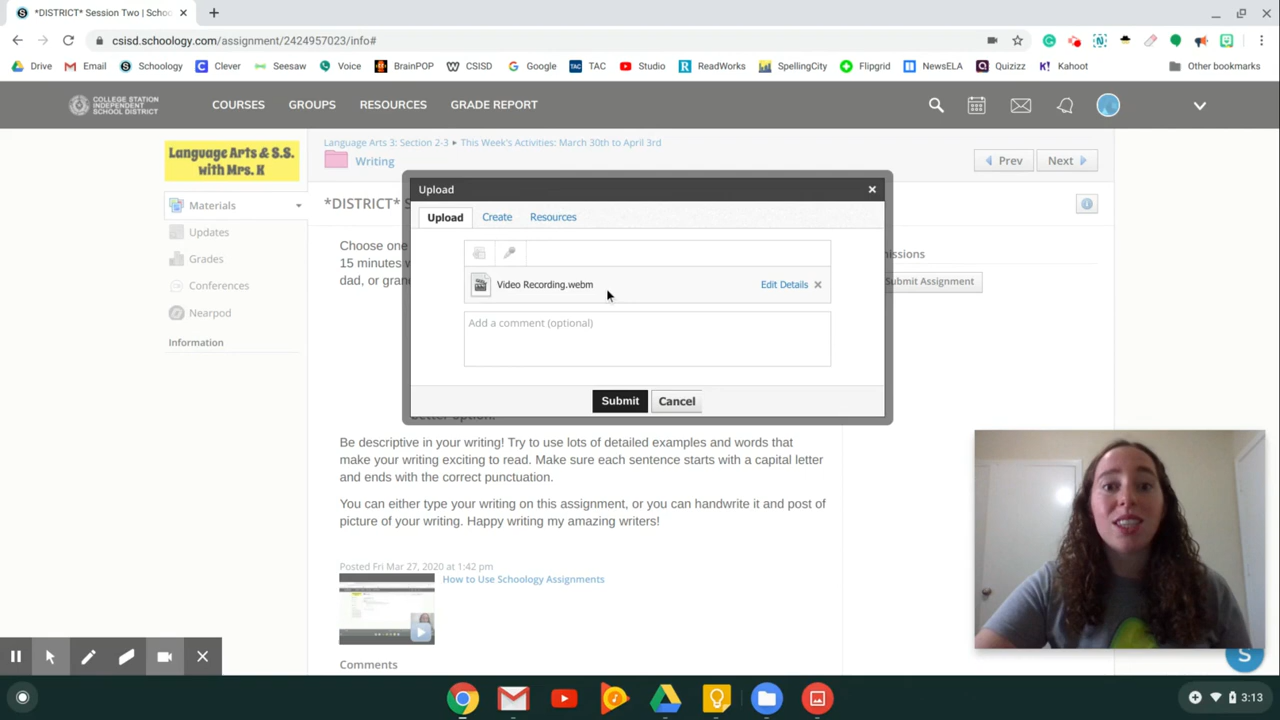 *DISTRICT* Session Two | Scho
csisd.schoology.com/assignment/2424957023/info#
Drive Email Schoology Clever Seesaw Voice BrainPOP CSISD Google TAC Studio ReadWorks SpellingCity Flipgrid NewsELA Quizizz Kahoot Other bookmarks
COLLEGE STATION
INDEPENDENT
SCHOOL DISTRICT
COURSES GROUPS RESOURCES GRADE REPORT
Language Arts & S.S.
with Mrs. K
Materials
Updates
Grades
Conferences
Nearpod
Information
Language Arts 3: Section 2-3 ▸ This Week's Activities: March 30th to April 3rd
Writing
Prev Next
*DISTRICT* S
Choose one
15 minutes w
dad, or gran
Upload
Upload Create Resources
Video Recording.webm Edit Details
Add a comment (optional)
Submit Cancel
Submit Assignment
Be descriptive in your writing! Try to use lots of detailed examples and words that
make your writing exciting to read. Make sure each sentence starts with a capital letter
and ends with the correct punctuation.
You can either type your writing on this assignment, or you can handwrite it and post of
picture of your writing. Happy writing my amazing writers!
Posted Fri Mar 27, 2020 at 1:42 pm
How to Use Schoology Assignments
Comments
3:13